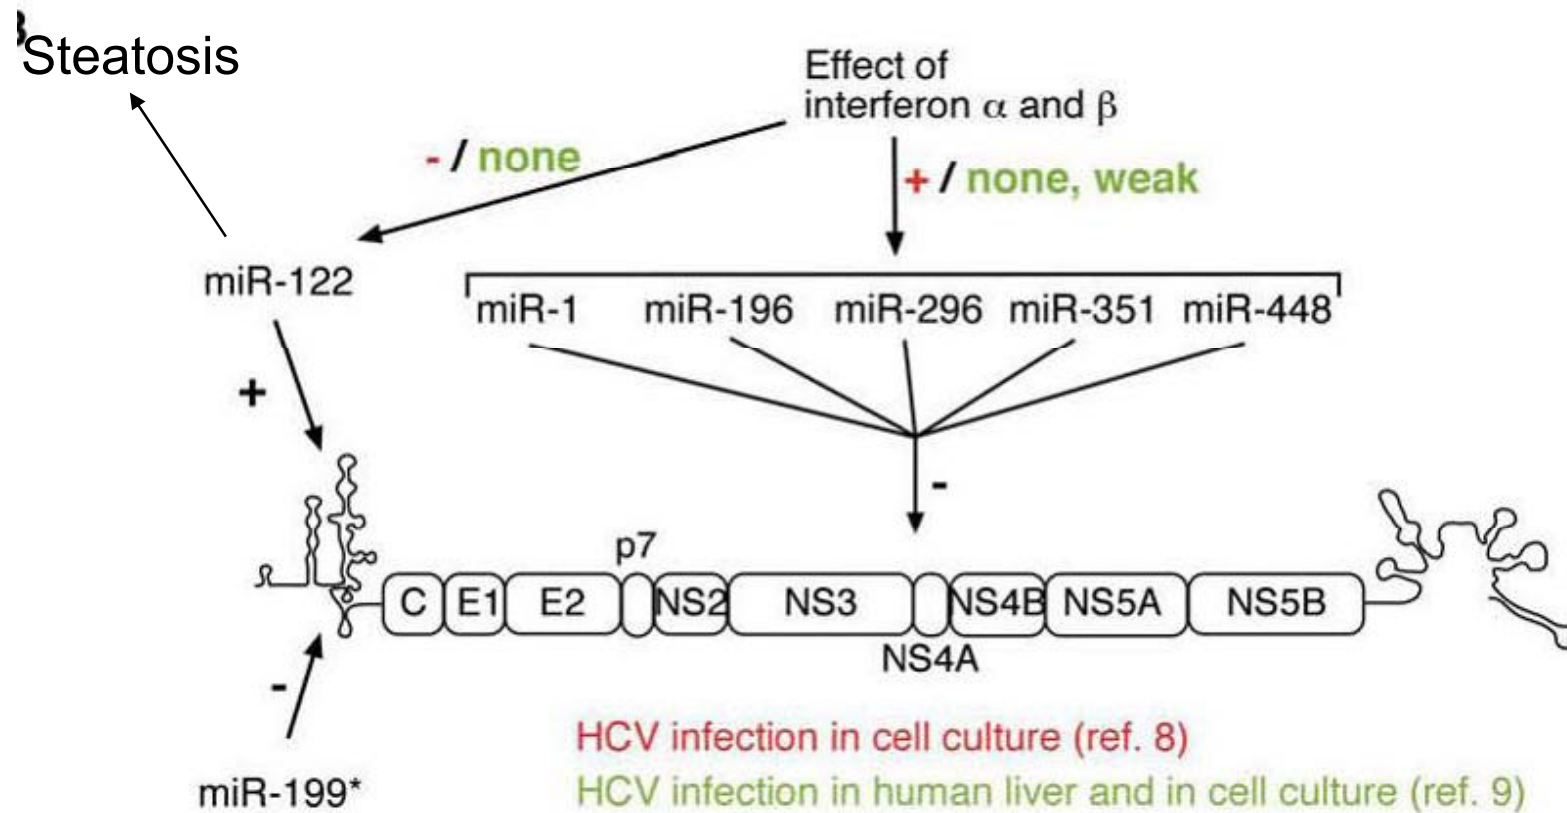 Steatosis
Effect of
interferon α and β
- / none
+ / none, weak
miR-122
miR-1 miR-196 miR-296 miR-351 miR-448
+
-
p7
C E1 E2 NS2 NS3 NS4B NS5A NS5B
NS4A
-
HCV infection in cell culture (ref. 8)
miR-199*
HCV infection in human liver and in cell culture (ref. 9)